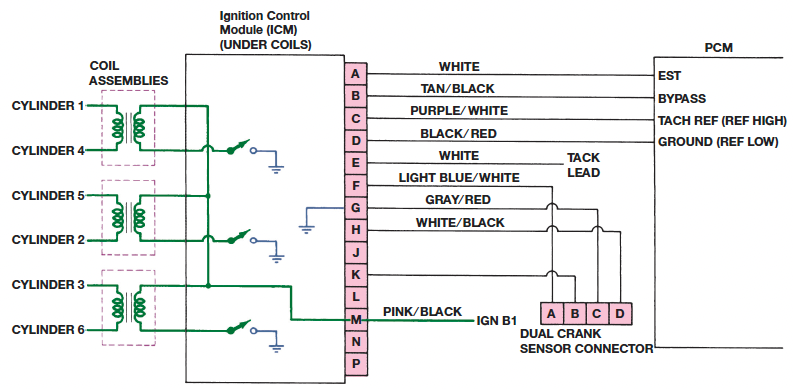 Ignition Control
Module (ICM)
(UNDER COILS)
PCM
COIL
ASSEMBLIES
CYLINDER 1
CYLINDER 4
CYLINDER 5
CYLINDER 2
CYLINDER 3
CYLINDER 6
A
B
C
D
E
F
G
H
J
K
L
M
N
P
WHITE
TAN/BLACK
PURPLE/WHITE
BLACK/RED
WHITE
LIGHT BLUE/WHITE
GRAY/RED
WHITE/BLACK
PINK/BLACK
TACK
LEAD
IGN B1
EST
BYPASS
TACH REF (REF HIGH)
GROUND (REF LOW)
A B C D
DUAL CRANK
SENSOR CONNECTOR